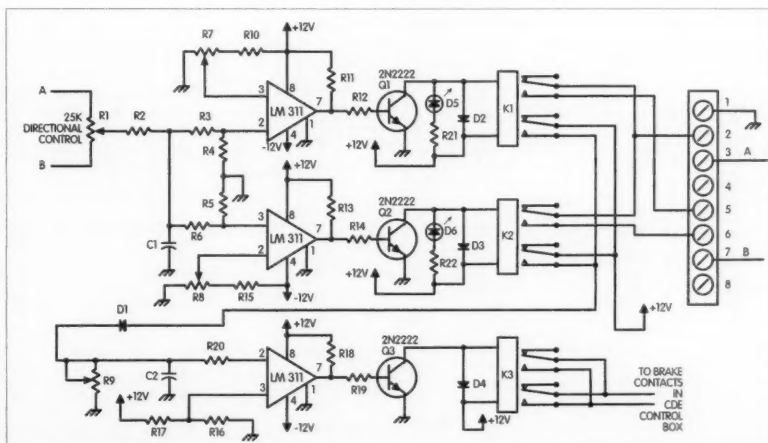 +12V
R7
R10
A
25K
R1
DIRECTIONAL
CONTROL
B
R2
R3
R4
R5
R6
C1
3
8
LM 311
7
2
4
1
-12V
R11
R12
2N2222
Q1
D5
D2
R21
+12V
K1
+12V
3
8
LM 311
7
2
4
1
R13
R14
2N2222
Q2
D6
D3
R22
+12V
K2
R8
R15
-12V
D1
+12V
R9
C2
R20
2
8
LM 311
7
3
4
1
-12V
+12V
R17
R16
R18
R19
2N2222
Q3
D4
+12V
K3
+12V
TO BRAKE
CONTACTS
IN
CDE
CONTROL
BOX
1
2
3 A
4
5
6
7 B
8